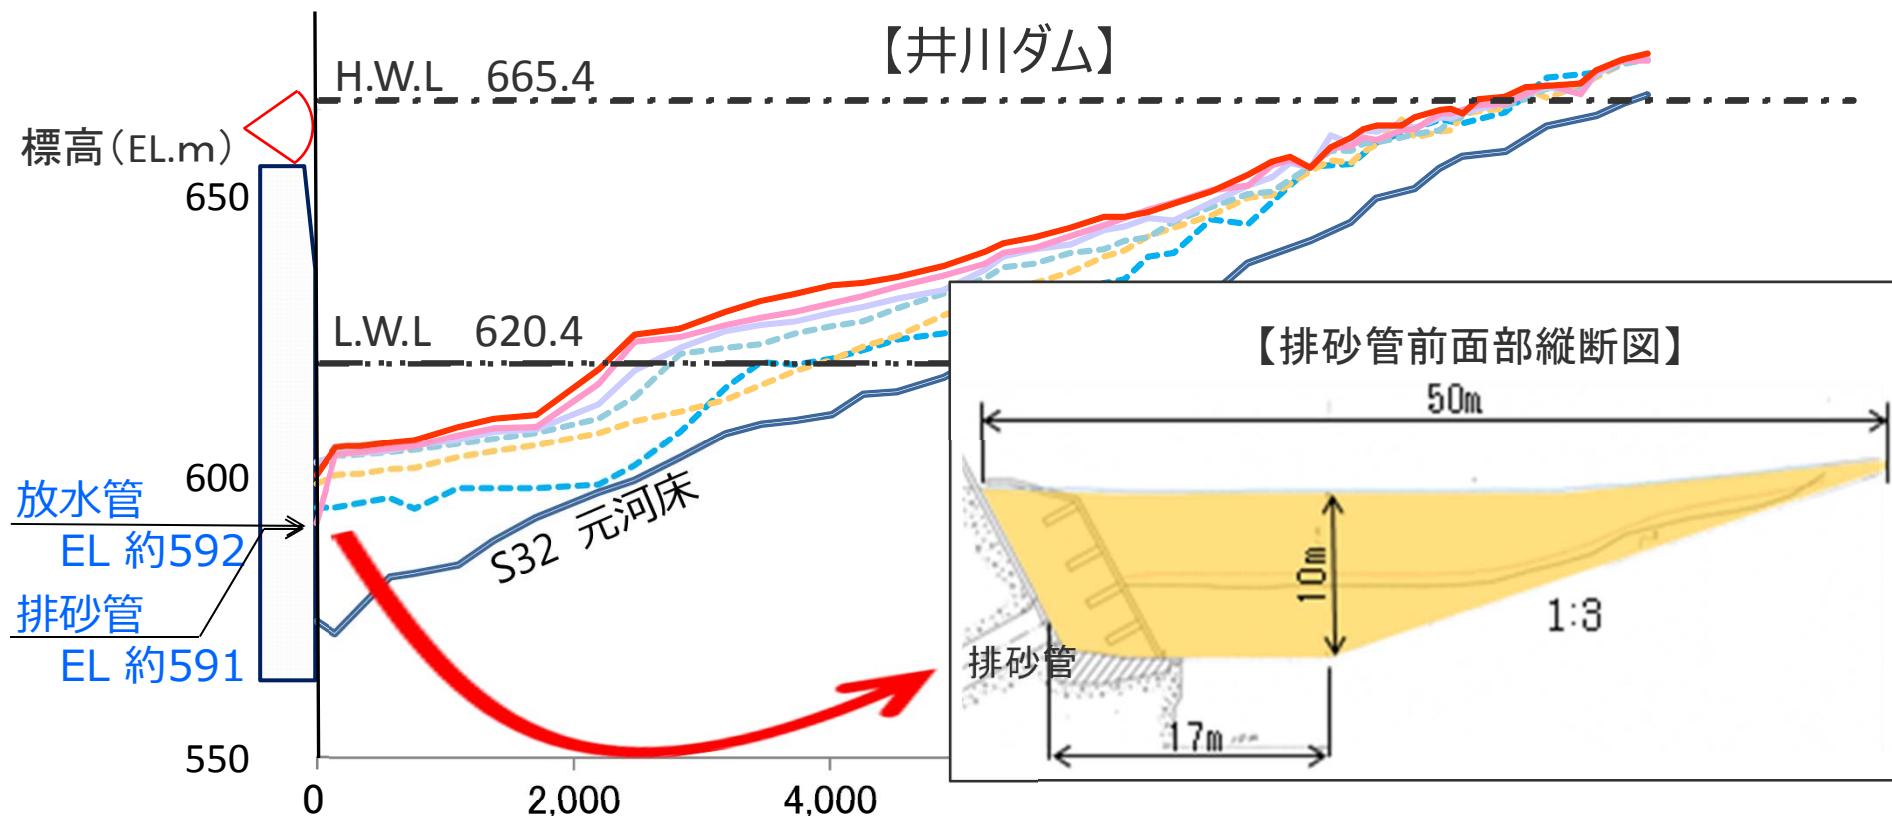 【井川ダム】
H.W.L 665.4
標高(EL.m)
650
L.W.L 620.4
600
放水管
EL 約592
排砂管
EL 約591
S32 元河床
550
0
2,000
4,000
【排砂管前面部縦断図】
50m
10m
1:3
排砂管
17m